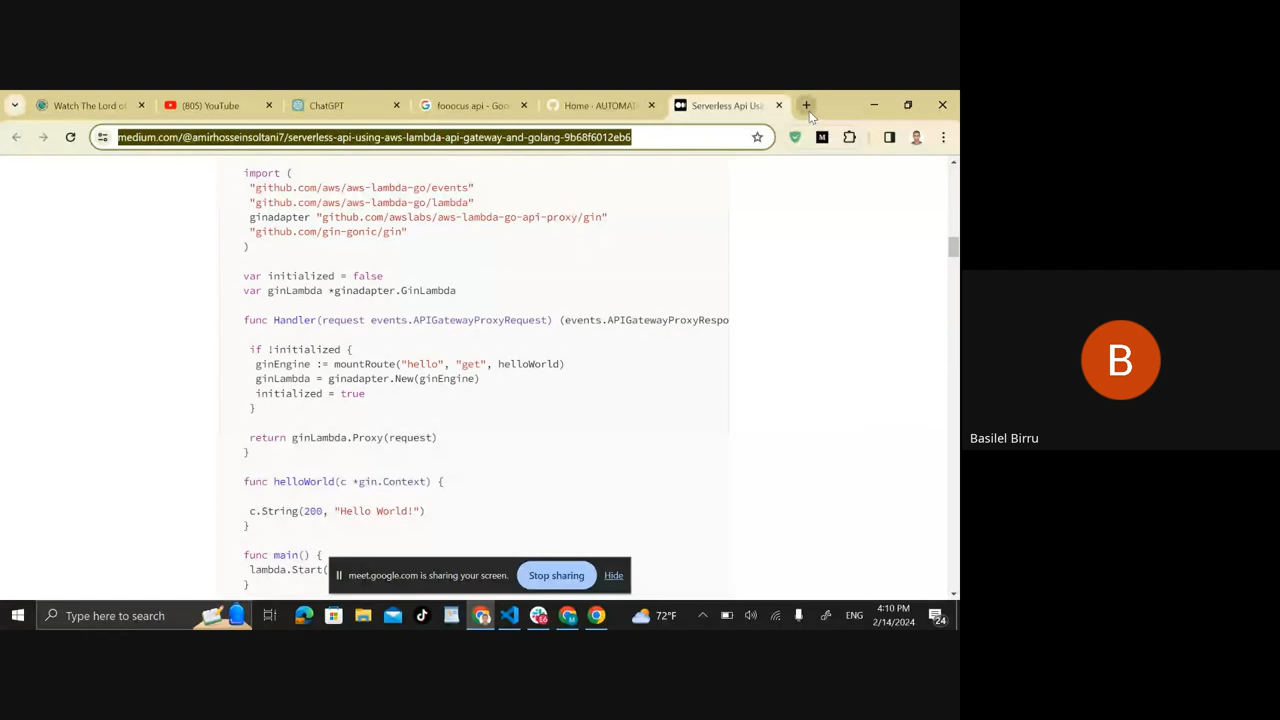 Watch The Lord of
(805) YouTube
ChatGPT
fooocus api - Goo
Home - AUTOMAT
Serverless Api Usi
medium.com/@amirhosseinsoltani7/serverless-api-using-aws-lambda-api-gateway-and-golang-9b68f6012eb6
import (
"github.com/aws/aws-lambda-go/events"
"github.com/aws/aws-lambda-go/lambda"
ginadapter "github.com/awslabs/aws-lambda-go-api-proxy/gin"
"github.com/gin-gonic/gin"
)
var initialized = false
var ginLambda *ginadapter.GinLambda
func Handler(request events.APIGatewayProxyRequest) (events.APIGatewayProxyRespo
if !initialized {
ginEngine := mountRoute("hello", "get", helloWorld)
ginLambda = ginadapter.New(ginEngine)
initialized = true
}
return ginLambda.Proxy(request)
}
func helloWorld(c *gin.Context) {
c.String(200, "Hello World!")
}
func main() {
lambda.Start(
}
meet.google.com is sharing your screen.
Stop sharing
Hide
Type here to search
16
72°F
ENG
4:10 PM
2/14/2024
24
B
Basilel Birru